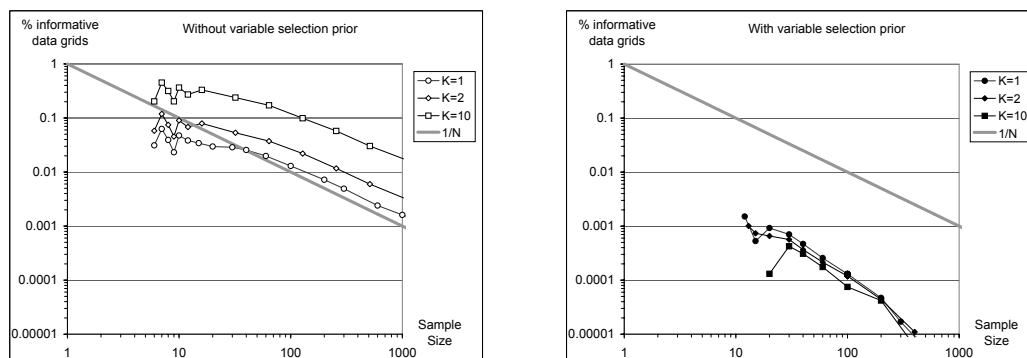 % informative
data grids
Without variable selection prior
1
0.1
0.01
0.001
0.0001
0.00001
1
10
100
1000
Sample
Size
K=1
K=2
K=10
1/N
% informative
data grids
With variable selection prior
1
0.1
0.01
0.001
0.0001
0.00001
1
10
100
1000
Sample
Size
K=1
K=2
K=10
1/N